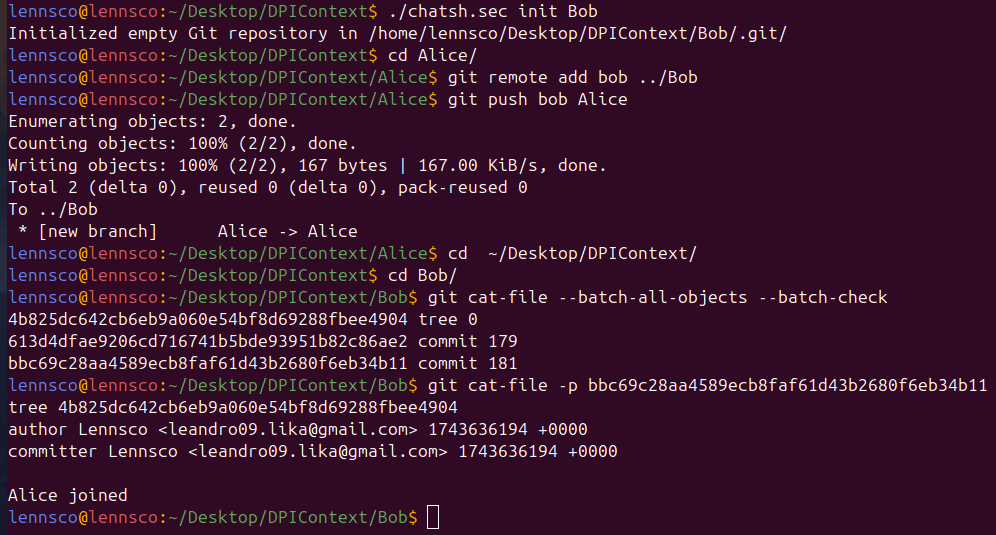 lennsco@lennsco:~/Desktop/DPIContext$ ./chatsh.sec init Bob
Initialized empty Git repository in /home/lennsco/Desktop/DPIContext/Bob/.git/
lennsco@lennsco:~/Desktop/DPIContext$ cd Alice/
lennsco@lennsco:~/Desktop/DPIContext/Alice$ git remote add bob ../Bob
lennsco@lennsco:~/Desktop/DPIContext/Alice$ git push bob Alice
Enumerating objects: 2, done.
Counting objects: 100% (2/2), done.
Writing objects: 100% (2/2), 167 bytes | 167.00 KiB/s, done.
Total 2 (delta 0), reused 0 (delta 0), pack-reused 0
To ../Bob
 * [new branch]      Alice -> Alice
lennsco@lennsco:~/Desktop/DPIContext/Alice$ cd  ~/Desktop/DPIContext/
lennsco@lennsco:~/Desktop/DPIContext$ cd Bob/
lennsco@lennsco:~/Desktop/DPIContext/Bob$ git cat-file --batch-all-objects --batch-check
4b825dc642cb6eb9a060e54bf8d69288fbee4904 tree 0
613d4dfae9206cd716741b5bde93951b82c86ae2 commit 179
bbc69c28aa4589ecb8faf61d43b2680f6eb34b11 commit 181
lennsco@lennsco:~/Desktop/DPIContext/Bob$ git cat-file -p bbc69c28aa4589ecb8faf61d43b2680f6eb34b11
tree 4b825dc642cb6eb9a060e54bf8d69288fbee4904
author Lennsco <leandro09.lika@gmail.com> 1743636194 +0000
committer Lennsco <leandro09.lika@gmail.com> 1743636194 +0000

Alice joined
lennsco@lennsco:~/Desktop/DPIContext/Bob$